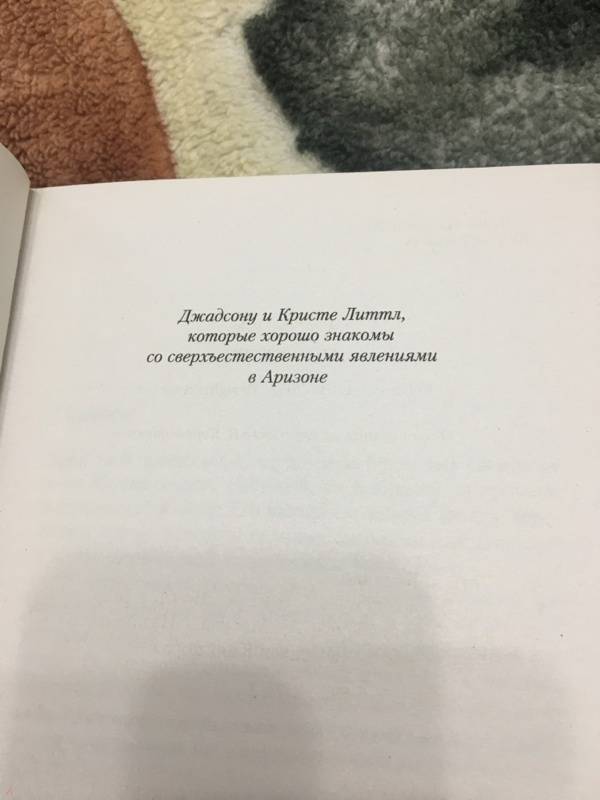 Джадсону и Кристе Литтл,
которые хорошо знакомы
со сверхъестественными явлениями
в Аризоне